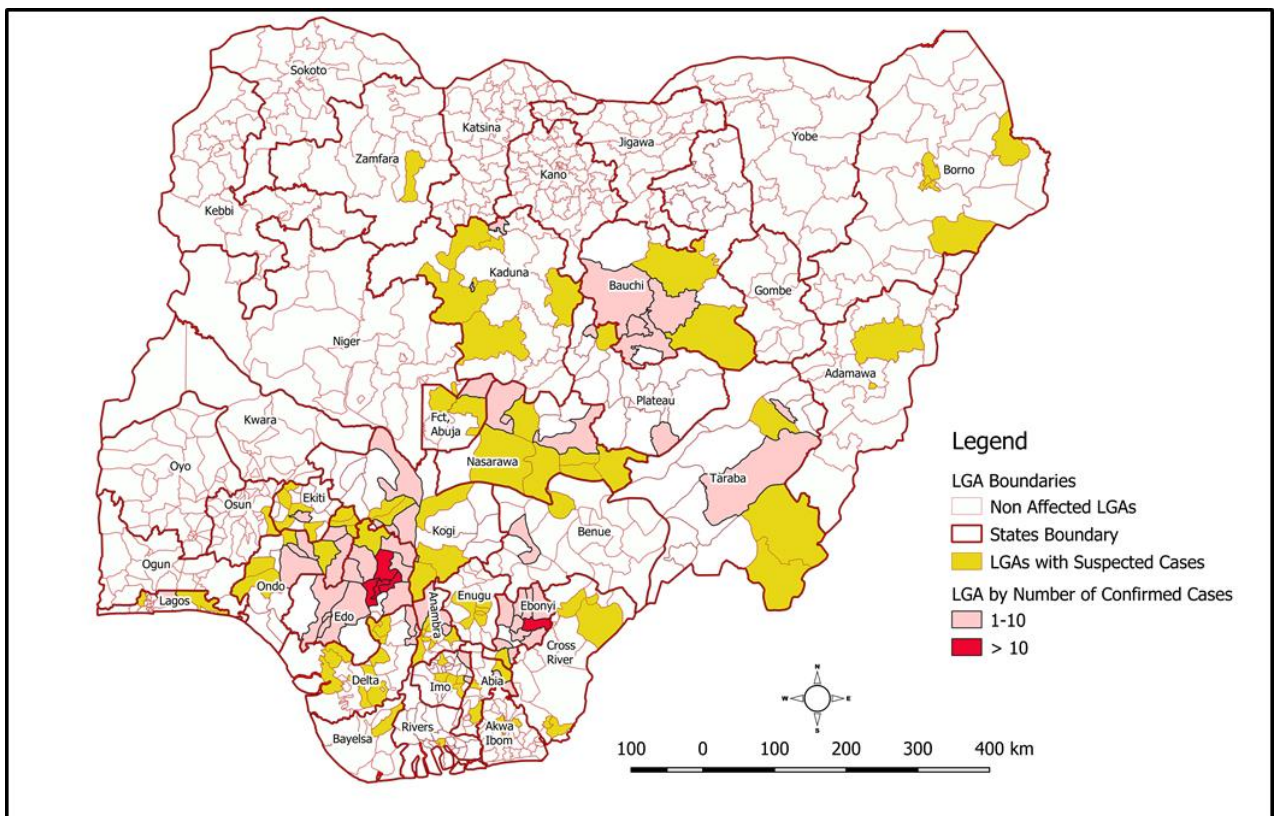 Sokoto
Katsina
Jigawa
Yobe
Zamfara
Kano
Borno
Kebbi
Kaduna
Bauchi
Gombe
Niger
Adamawa
Plateau
Fct,
Abuja
Kwara
Nasarawa
Taraba
Oyo
Osun
Ekiti
Kogi
Benue
Ogun
Ondo
Enugu
Ebonyi
Lagos
Edo
Anambra
Cross
River
Delta
Imo
Abia
Bayelsa
Rivers
Akwa
Ibom
Legend
LGA Boundaries
Non Affected LGAs
States Boundary
LGAs with Suspected Cases
LGA by Number of Confirmed Cases
1-10
> 10
N
W
E
S
100 0 100 200 300 400 km